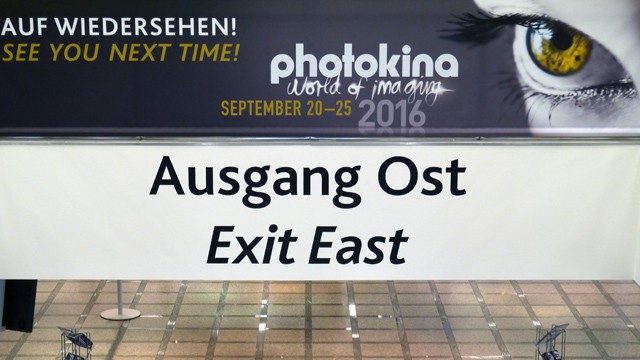 AUF WIEDERSEHEN!
SEE YOU NEXT TIME!
photokina
world of imaging
SEPTEMBER 20–25 2016
Ausgang Ost
Exit East